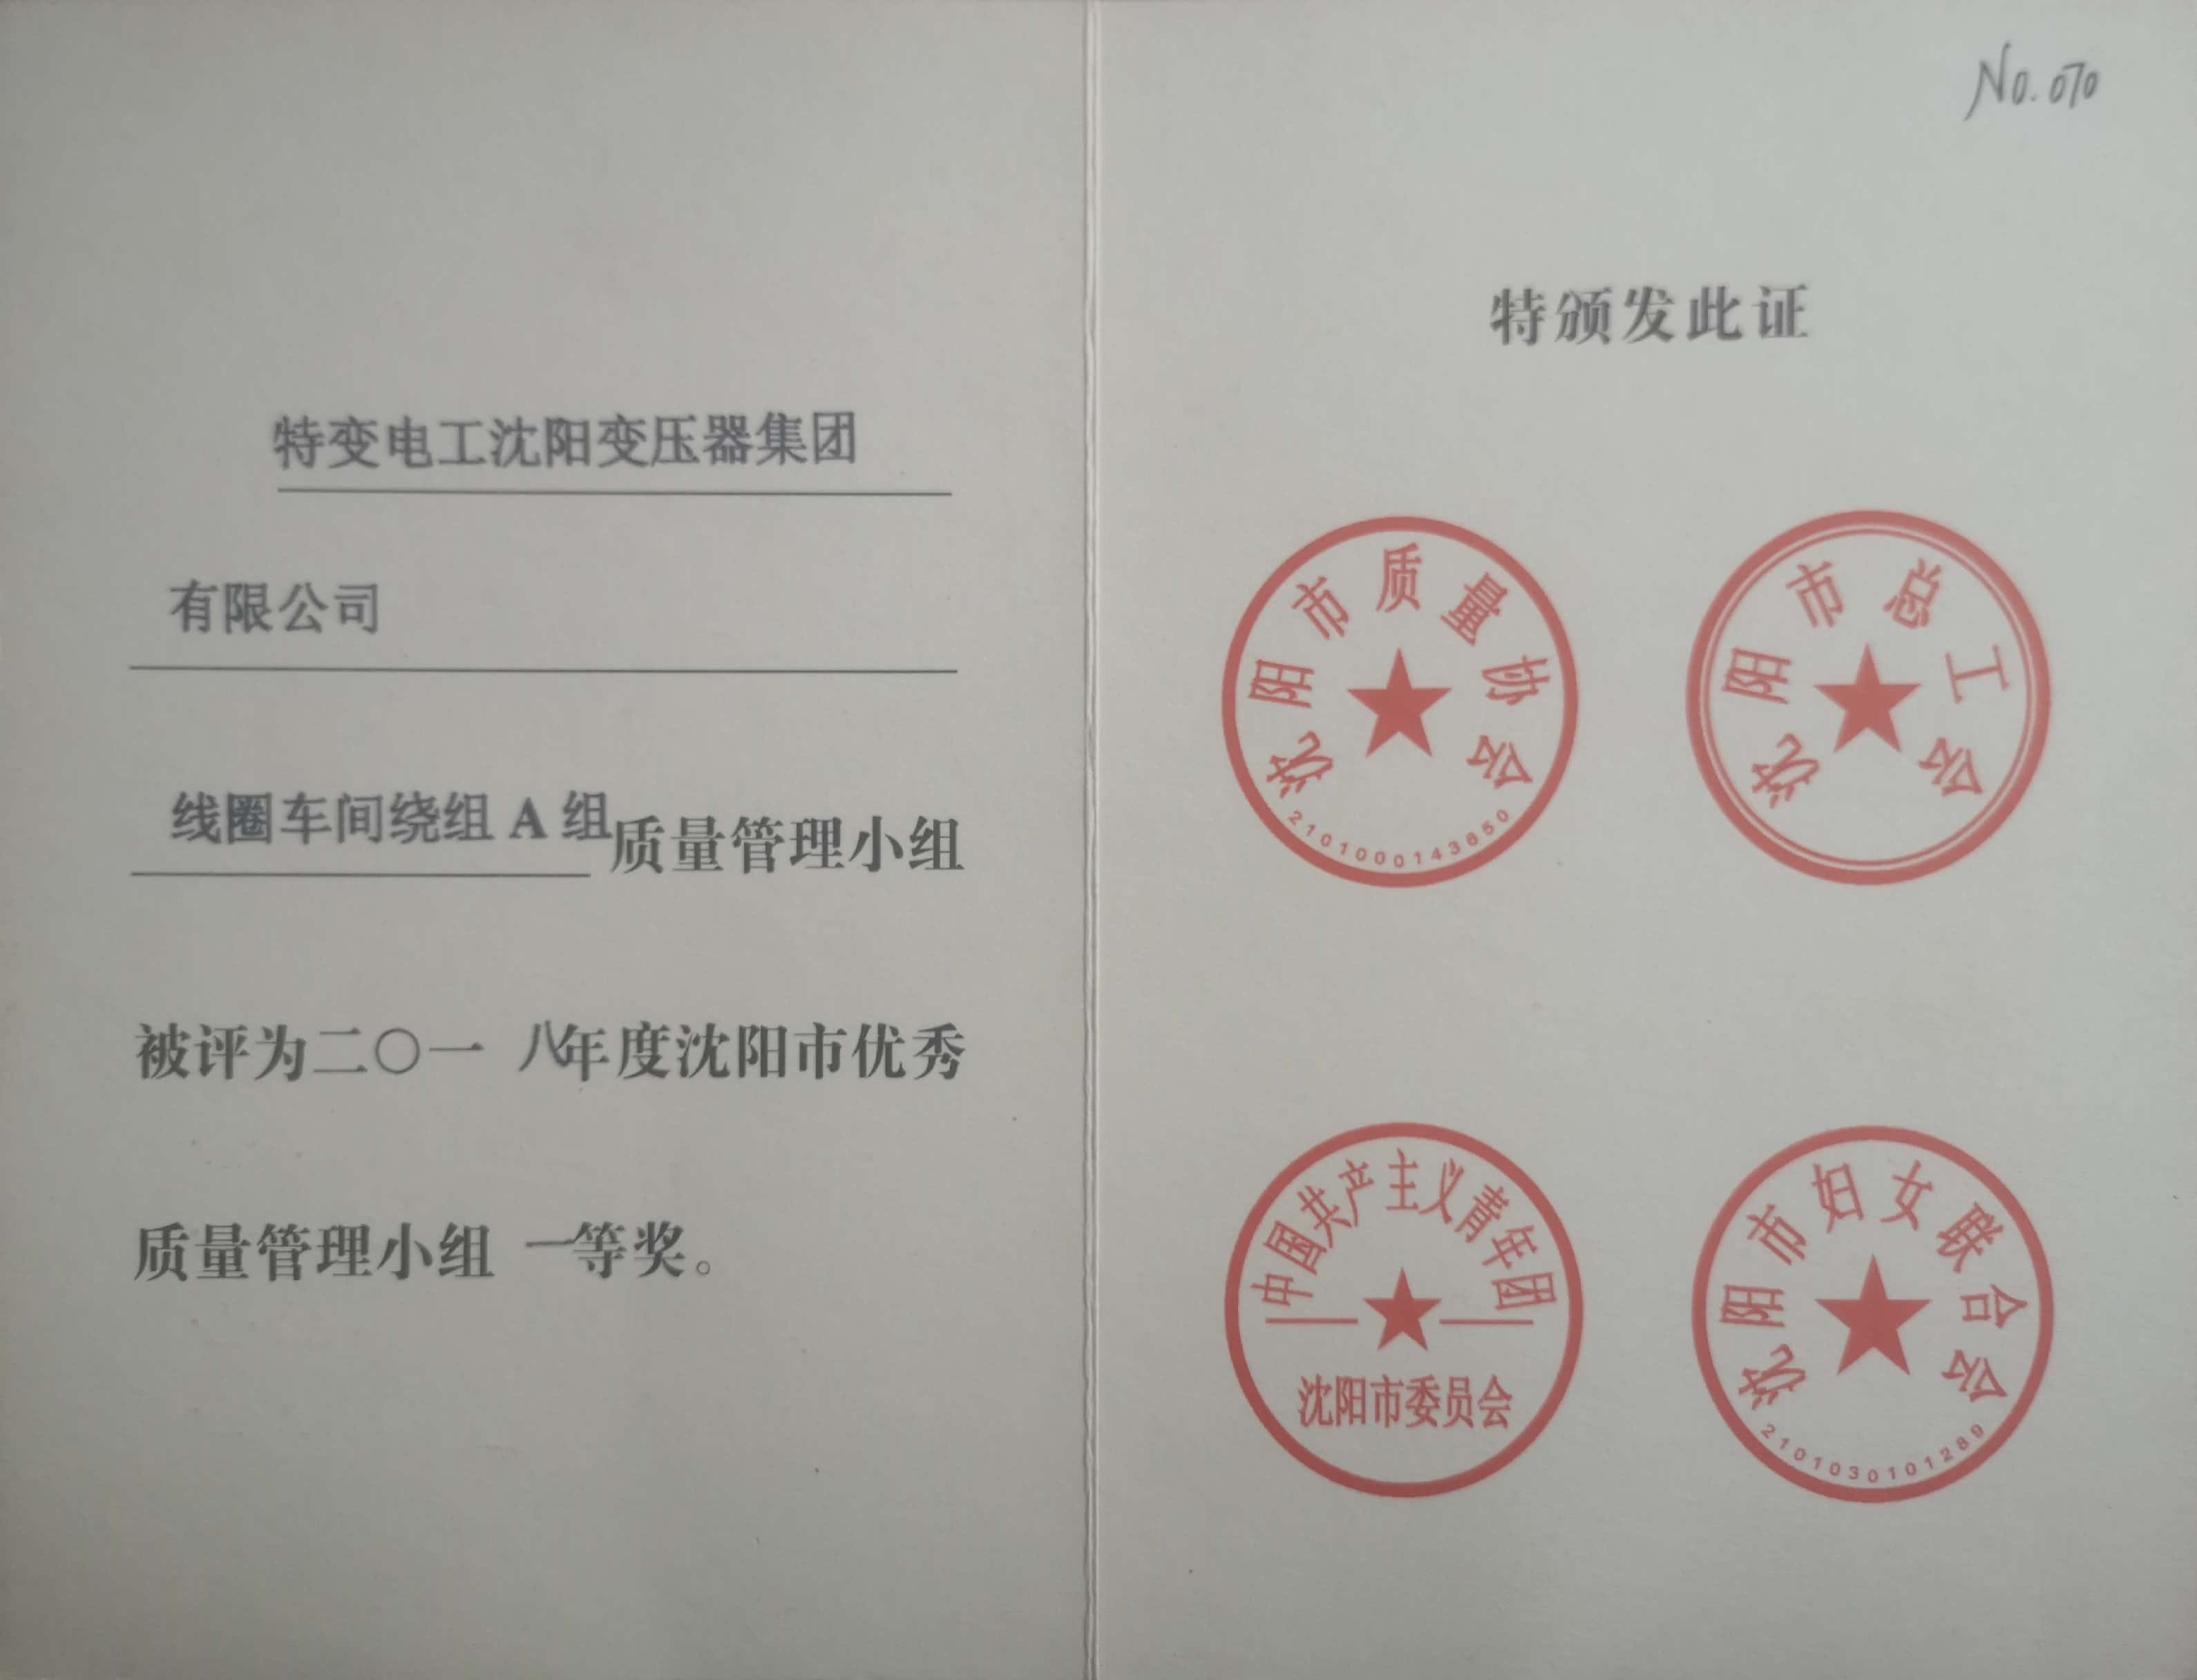 特变电工沈阳变压器集团
有限公司
线圈车间绕组 A 组质量管理小组
被评为二〇一 八年度沈阳市优秀
质量管理小组 一等奖。
No.070
特颁发此证
沈阳市质量协会
2101000143650
沈阳市总工会
中国共产主义青年团
沈阳市委员会
沈阳市妇女联合会
2101030101289